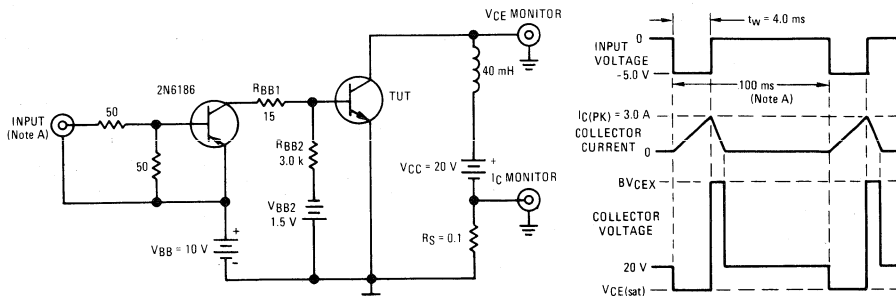 INPUT
(Note A)
50
50
2N6186
RBB1
15
RBB2
3.0 k
VBB2
1.5 V
VBB = 10 V
+
-
TUT
VCE MONITOR
40 mH
VCC = 20 V
+
IC MONITOR
RS = 0.1
tW = 4.0 ms
0
INPUT
VOLTAGE
-5.0 V
100 ms
(Note A)
IC(PK) = 3.0 A
COLLECTOR
CURRENT
0
BVCEX
COLLECTOR
VOLTAGE
20 V
VCE(sat)